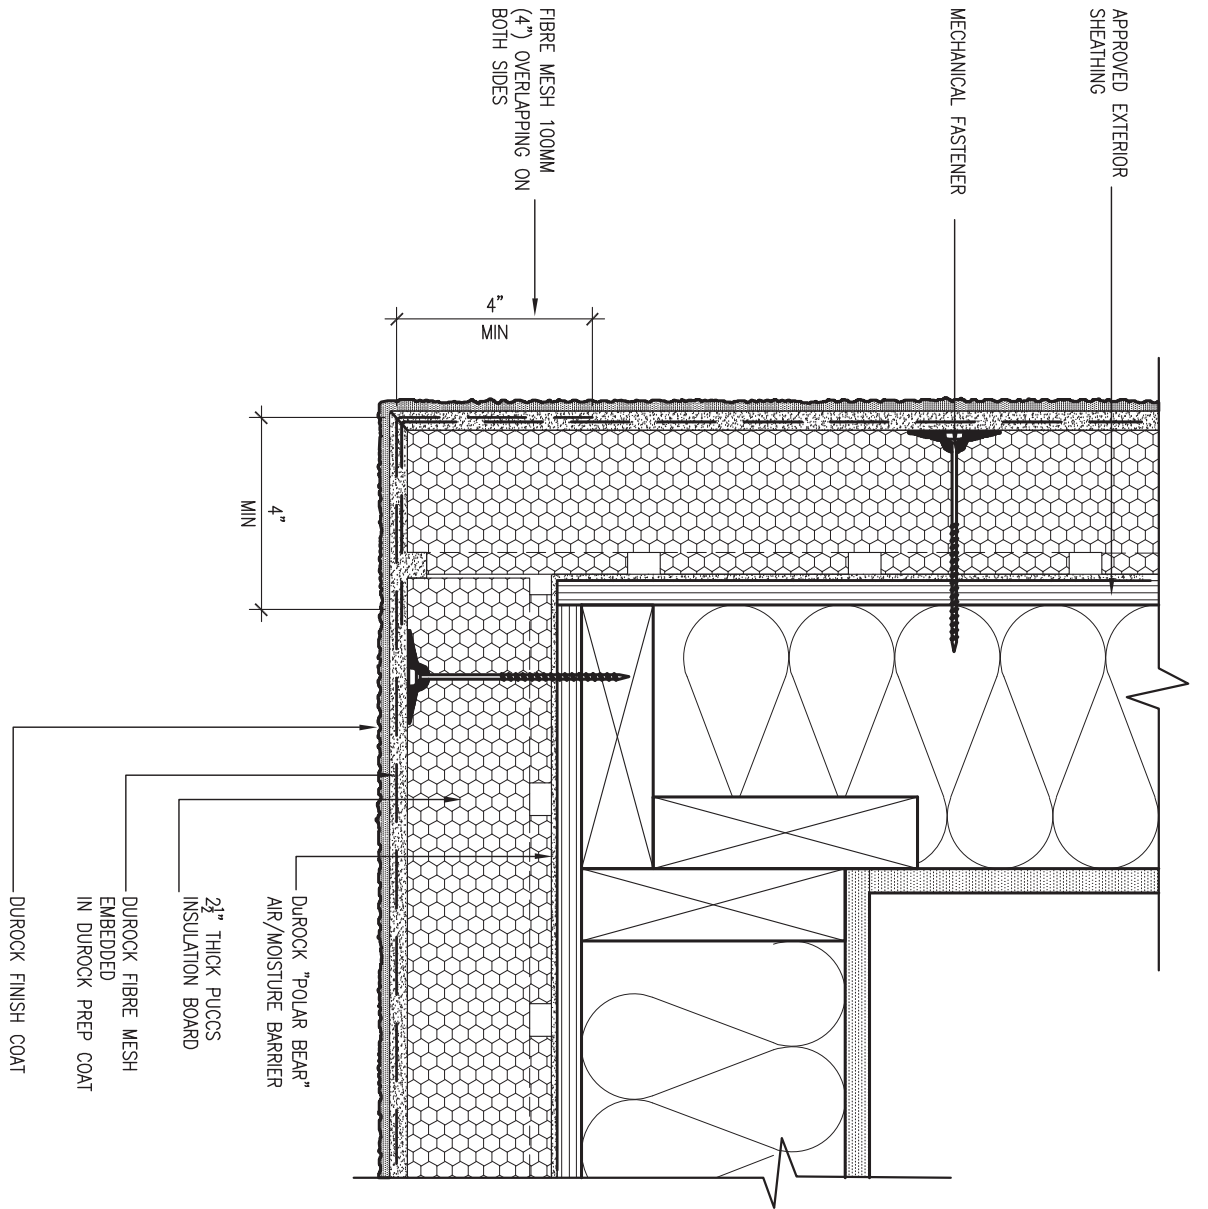 APPROVED EXTERIOR
SHEATHING
MECHANICAL FASTENER
FIBRE MESH 100MM
(4") OVERLAPPING ON
BOTH SIDES
4"
MIN
4"
MIN
DuROCK "POLAR BEAR"
AIR/MOISTURE BARRIER
2½" THICK PUCCS
INSULATION BOARD
DUROCK FIBRE MESH
EMBEDDED
IN DUROCK PREP COAT
DUROCK FINISH COAT